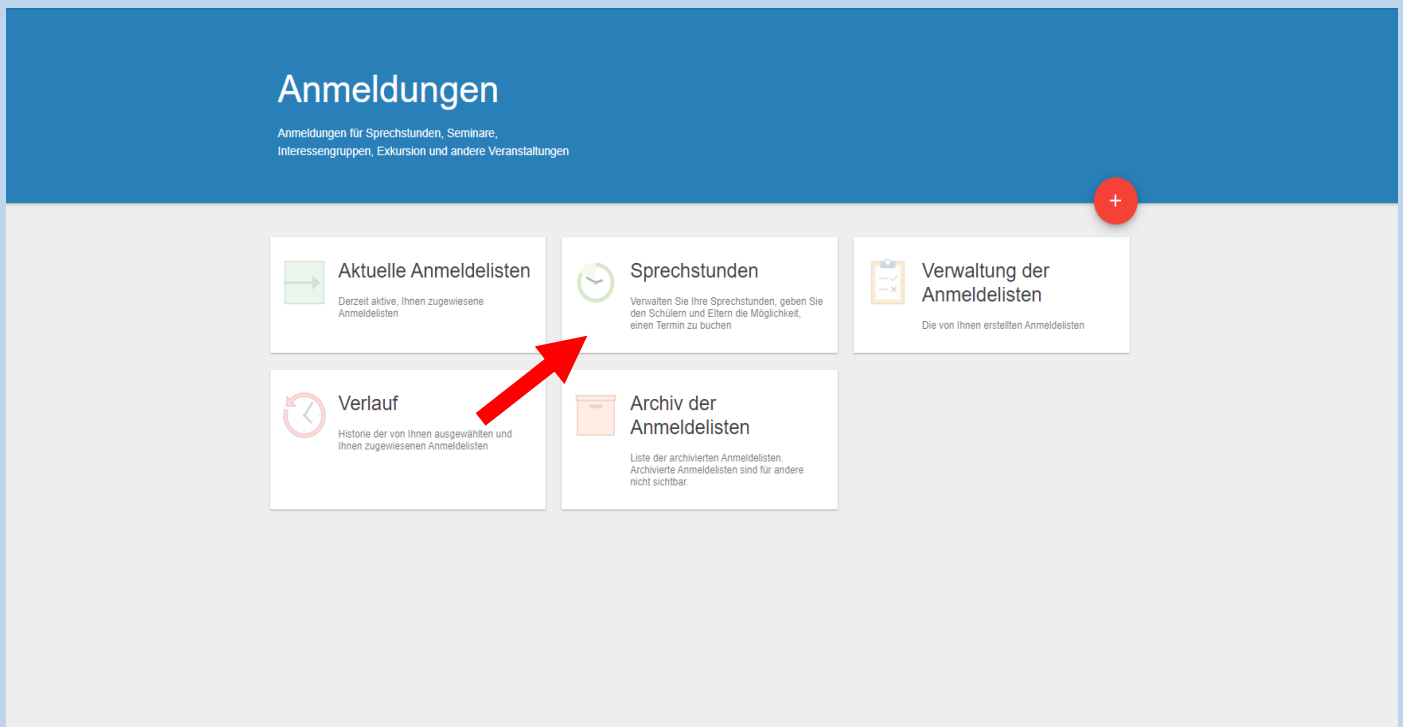 Anmeldungen
Anmeldungen für Sprechstunden, Seminare,
Interessengruppen, Exkursion und andere Veranstaltungen
+
Aktuelle Anmeldelisten
Derzeit aktive, Ihnen zugewiesene
Anmeldelisten
Sprechstunden
Verwalten Sie Ihre Sprechstunden, geben Sie
den Schülern und Eltern die Möglichkeit,
einen Termin zu buchen
Verwaltung der
Anmeldelisten
Die von Ihnen erstellten Anmeldelisten
Verlauf
Historie der von Ihnen ausgewählten und
Ihnen zugewiesenen Anmeldelisten
Archiv der
Anmeldelisten
Liste der archivierten Anmeldelisten.
Archivierte Anmeldelisten sind für andere
nicht sichtbar.